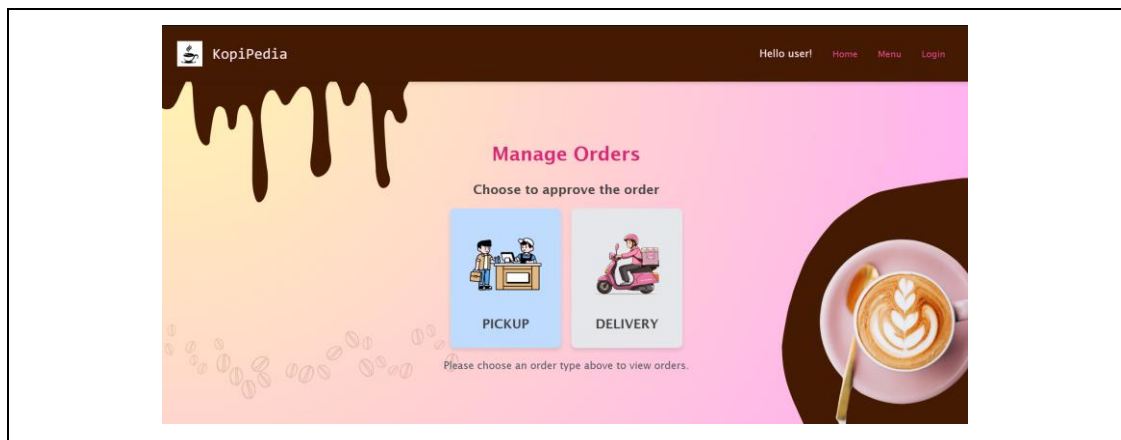 KopiPedia
Hello user! Home Menu Login
Manage Orders
Choose to approve the order
PICKUP
DELIVERY
Please choose an order type above to view orders.